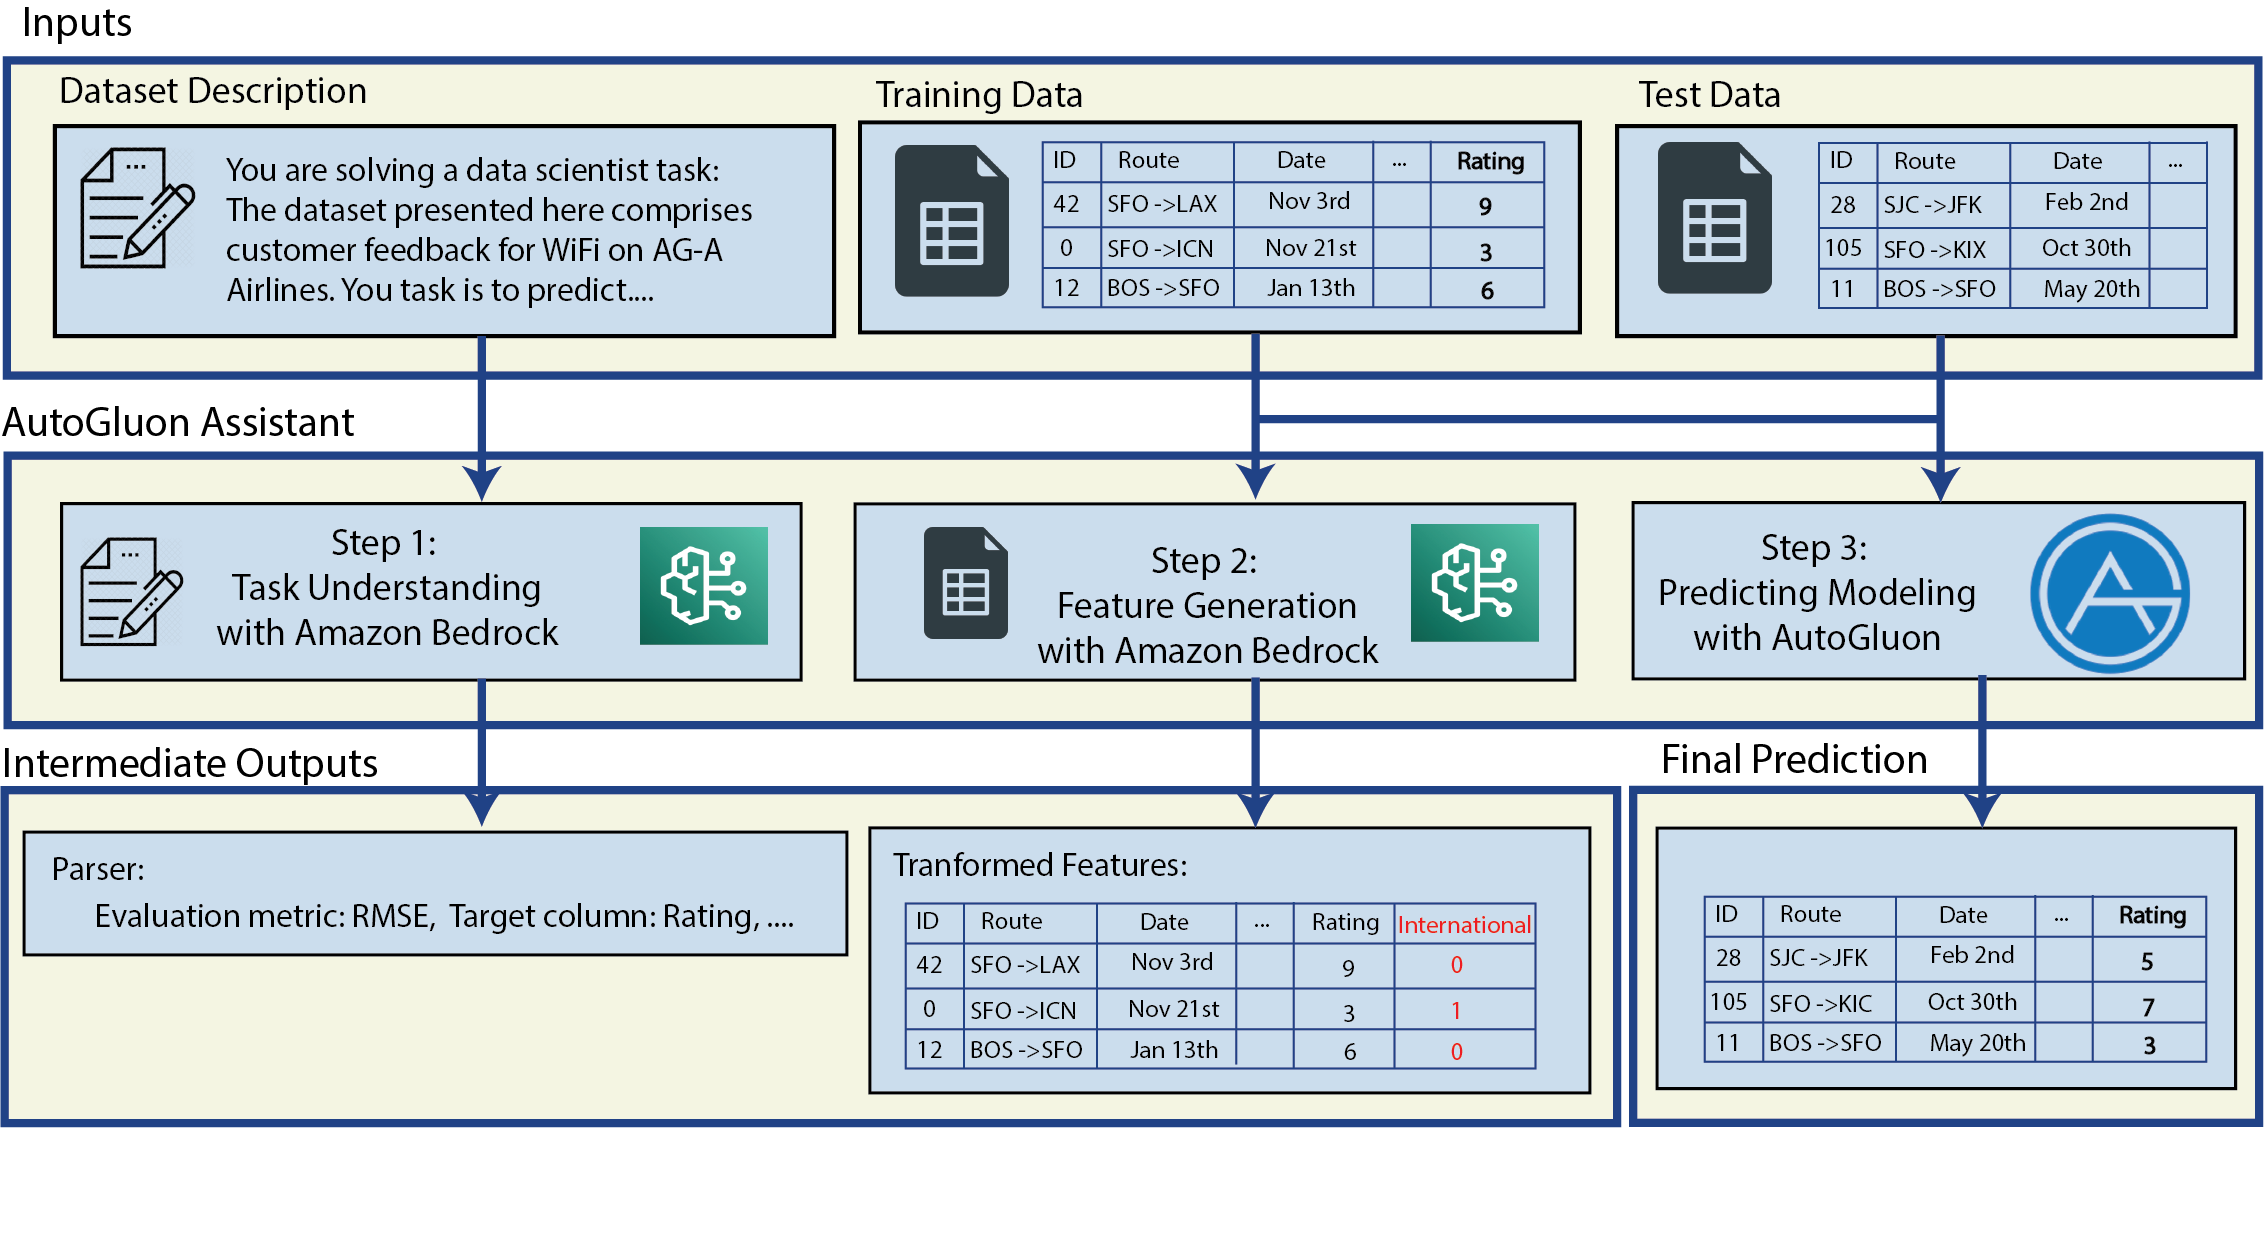 Inputs
Dataset Description
You are solving a data scientist task:
The dataset presented here comprises
customer feedback for WiFi on AG-A
Airlines. You task is to predict....
Training Data
ID Route Date ... Rating
42 SFO ->LAX Nov 3rd 9
0 SFO ->ICN Nov 21st 3
12 BOS ->SFO Jan 13th 6
Test Data
ID Route Date ...
28 SJC ->JFK Feb 2nd
105 SFO ->KIX Oct 30th
11 BOS ->SFO May 20th
AutoGluon Assistant
Step 1:
Task Understanding
with Amazon Bedrock
Step 2:
Feature Generation
with Amazon Bedrock
Step 3:
Predicting Modeling
with AutoGluon
Intermediate Outputs
Parser:
Evaluation metric: RMSE, Target column: Rating, ....
Tranformed Features:
ID Route Date ... Rating International
42 SFO ->LAX Nov 3rd 9 0
0 SFO ->ICN Nov 21st 3 1
12 BOS ->SFO Jan 13th 6 0
Final Prediction
ID Route Date ... Rating
28 SJC ->JFK Feb 2nd 5
105 SFO ->KIC Oct 30th 7
11 BOS ->SFO May 20th 3